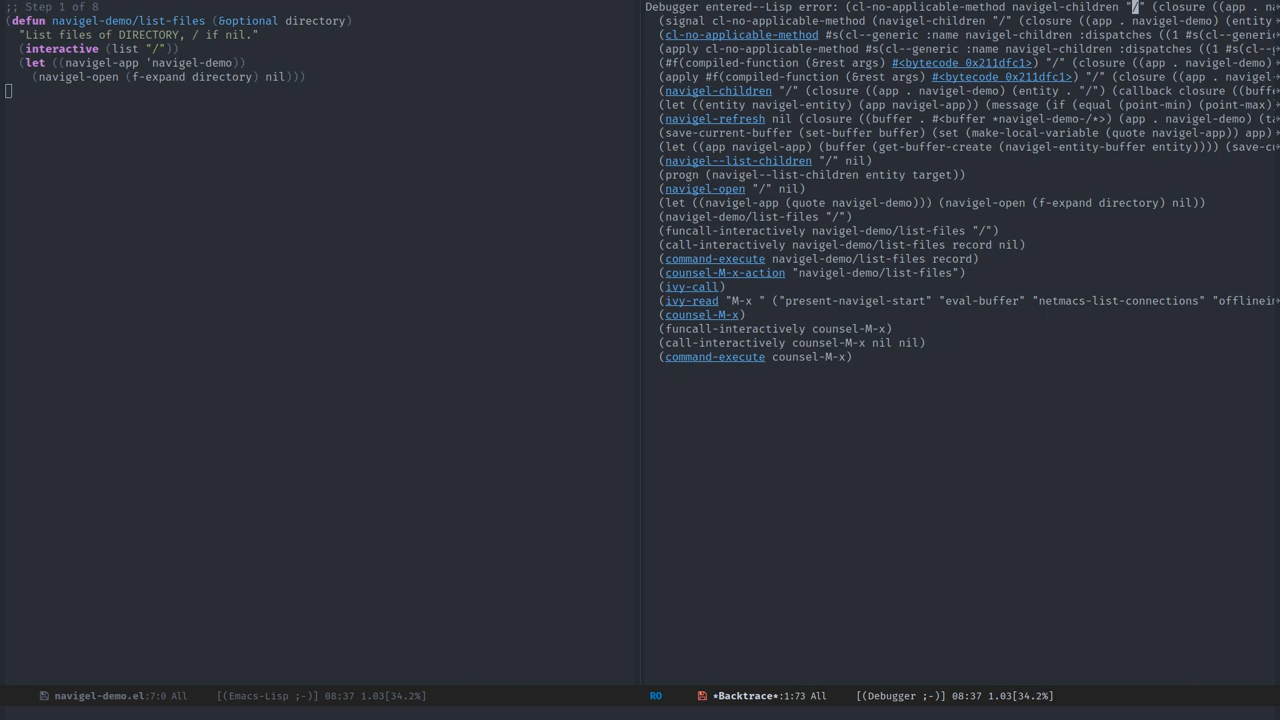 ;; Step 1 of 8
(defun navigel-demo/list-files (&optional directory)
  "List files of DIRECTORY, / if nil."
  (interactive (list "/"))
  (let ((navigel-app 'navigel-demo))
    (navigel-open (f-expand directory) nil)))
navigel-demo.el:7:0 All [(Emacs-Lisp ;-)] 08:37 1.03[34.2%]
Debugger entered--Lisp error: (cl-no-applicable-method navigel-children "/" (closure ((app . na
  (signal cl-no-applicable-method (navigel-children "/" (closure ((app . navigel-demo) (entity
  (cl-no-applicable-method #s(cl--generic :name navigel-children :dispatches ((1 #s(cl--generi
  (apply cl-no-applicable-method #s(cl--generic :name navigel-children :dispatches ((1 #s(cl--g
  (#f(compiled-function (&rest args) #<bytecode 0x211dfc1>) "/" (closure ((app . navigel-demo)
  (apply #f(compiled-function (&rest args) #<bytecode 0x211dfc1>) "/" (closure ((app . navigel-
  (navigel-children "/" (closure ((app . navigel-demo) (entity . "/") (callback closure ((buffe
  (let ((entity navigel-entity) (app navigel-app)) (message (if (equal (point-min) (point-max)
  (navigel-refresh nil (closure ((buffer . #<buffer *navigel-demo-/*>) (app . navigel-demo) (ta
  (save-current-buffer (set-buffer buffer) (set (make-local-variable (quote navigel-app)) app)
  (let ((app navigel-app) (buffer (get-buffer-create (navigel-entity-buffer entity)))) (save-cu
  (navigel--list-children "/" nil)
  (progn (navigel--list-children entity target))
  (navigel-open "/" nil)
  (let ((navigel-app (quote navigel-demo))) (navigel-open (f-expand directory) nil))
  (navigel-demo/list-files "/")
  (funcall-interactively navigel-demo/list-files "/")
  (call-interactively navigel-demo/list-files record nil)
  (command-execute navigel-demo/list-files record)
  (counsel-M-x-action "navigel-demo/list-files")
  (ivy-call)
  (ivy-read "M-x " ("present-navigel-start" "eval-buffer" "netmacs-list-connections" "offlinei
  (counsel-M-x)
  (funcall-interactively counsel-M-x)
  (call-interactively counsel-M-x nil nil)
  (command-execute counsel-M-x)
RO *Backtrace*:1:73 All [(Debugger ;-)] 08:37 1.03[34.2%]